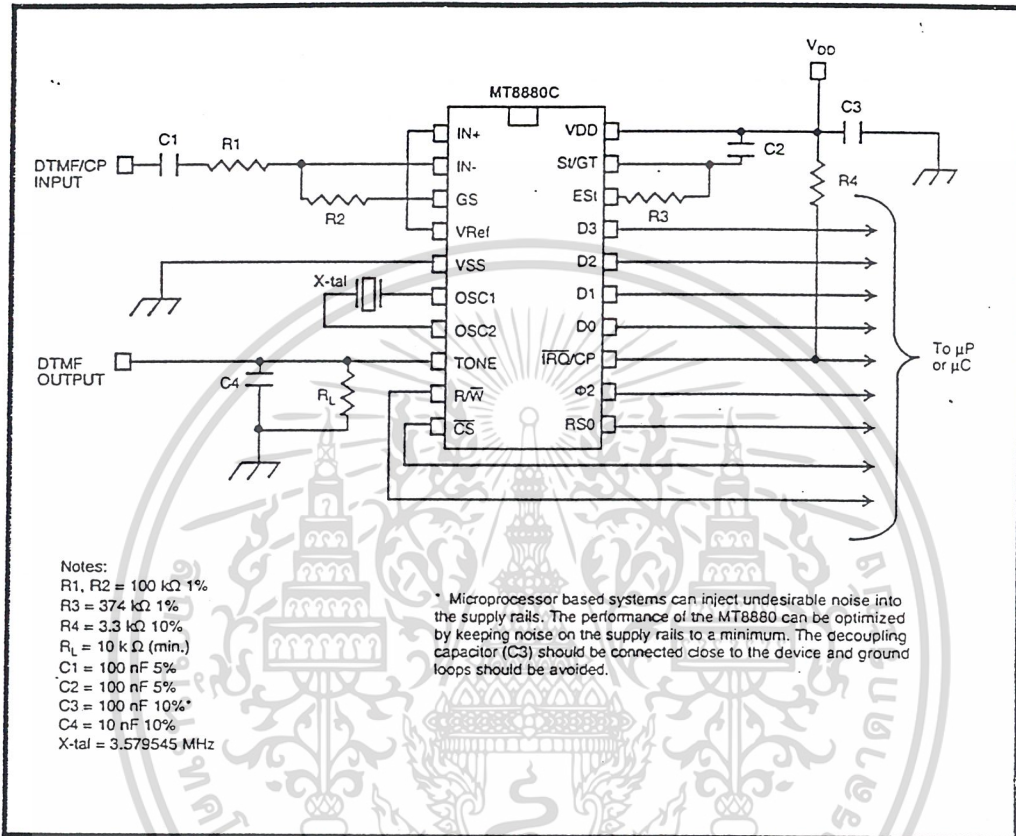 MT8880C
V_DD
C3
C2
R4
DTMF/CP
INPUT
C1
R1
R2
IN+
IN-
GS
VRef
VSS
OSC1
OSC2
TONE
R/W̅
C̅S̅
VDD
St/GT
ESt
D3
D2
D1
D0
I̅R̅Q̅/CP
Φ2
RS0
R3
X-tal
DTMF
OUTPUT
C4
R_L
To µP
or µC
Notes:
R1, R2 = 100 kΩ 1%
R3 = 374 kΩ 1%
R4 = 3.3 kΩ 10%
R_L = 10 k Ω (min.)
C1 = 100 nF 5%
C2 = 100 nF 5%
C3 = 100 nF 10%*
C4 = 10 nF 10%
X-tal = 3.579545 MHz
* Microprocessor based systems can inject undesirable noise into
the supply rails. The performance of the MT8880 can be optimized
by keeping noise on the supply rails to a minimum. The decoupling
capacitor (C3) should be connected close to the device and ground
loops should be avoided.